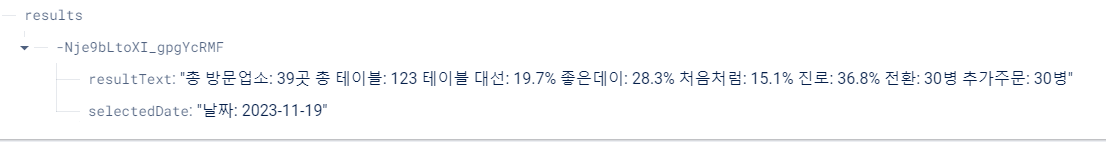 results
-Nje9bLtoXI_gpgYcRMF
resultText: "총 방문업소: 39곳 총 테이블: 123 테이블 대선: 19.7% 좋은데이: 28.3% 처음처럼: 15.1% 진로: 36.8% 전환: 30병 추가주문: 30병"
selectedDate: "날짜: 2023-11-19"